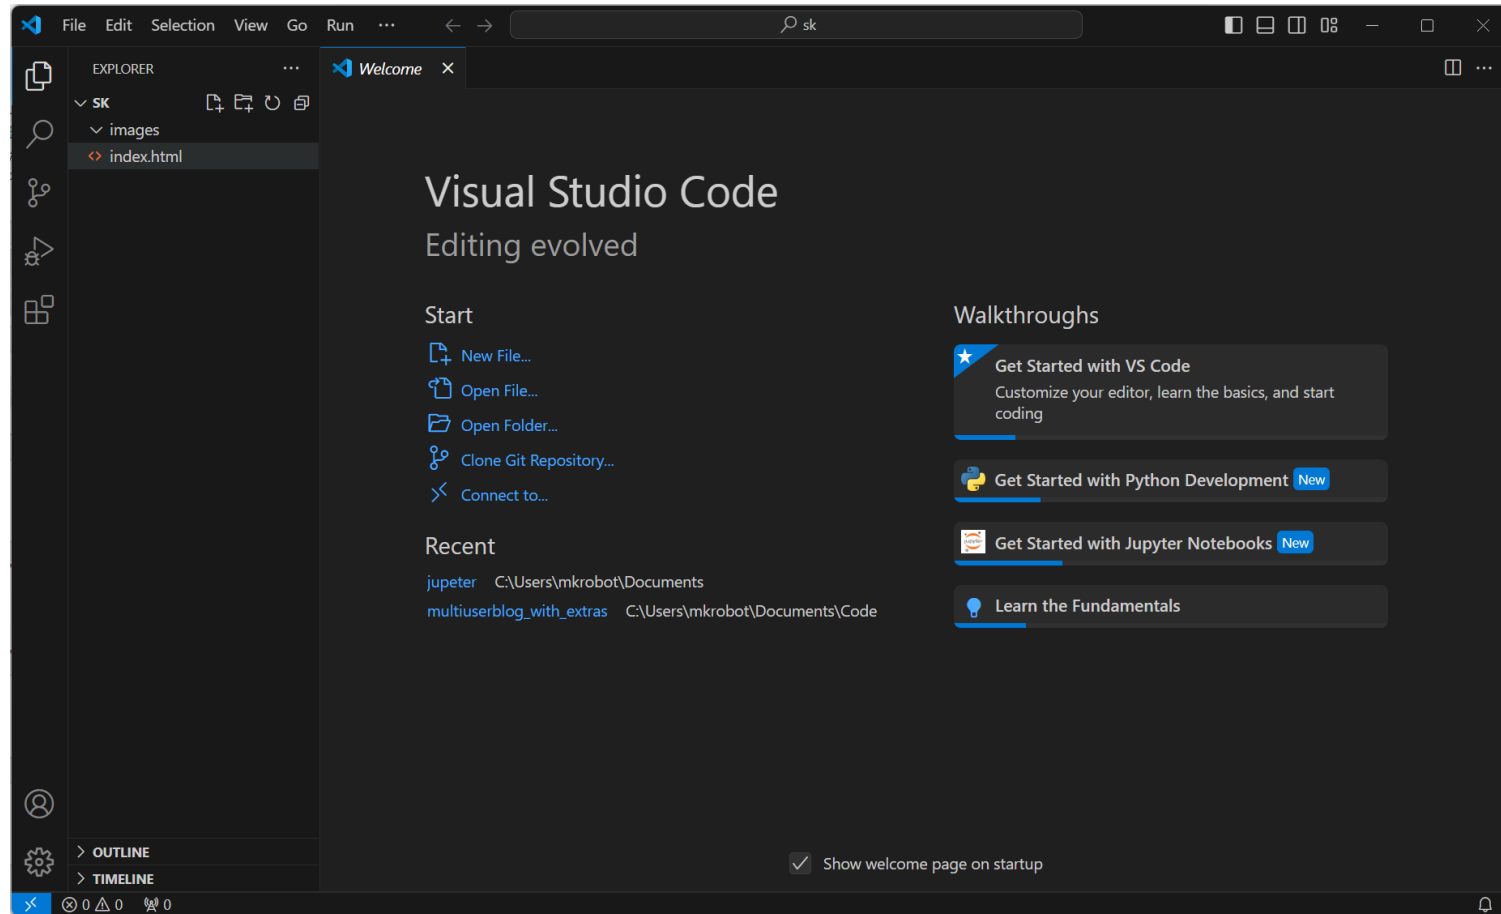 File Edit Selection View Go Run ··· sk
EXPLORER ···
Welcome
SK
images
index.html
Visual Studio Code
Editing evolved
Start
New File...
Open File...
Open Folder...
Clone Git Repository...
Connect to...
Recent
jupeter C:\Users\mkrobot\Documents
multiuserblog_with_extras C:\Users\mkrobot\Documents\Code
Walkthroughs
Get Started with VS Code
Customize your editor, learn the basics, and start
coding
Get Started with Python Development New
Get Started with Jupyter Notebooks New
Learn the Fundamentals
OUTLINE
TIMELINE
Show welcome page on startup
0 0 0